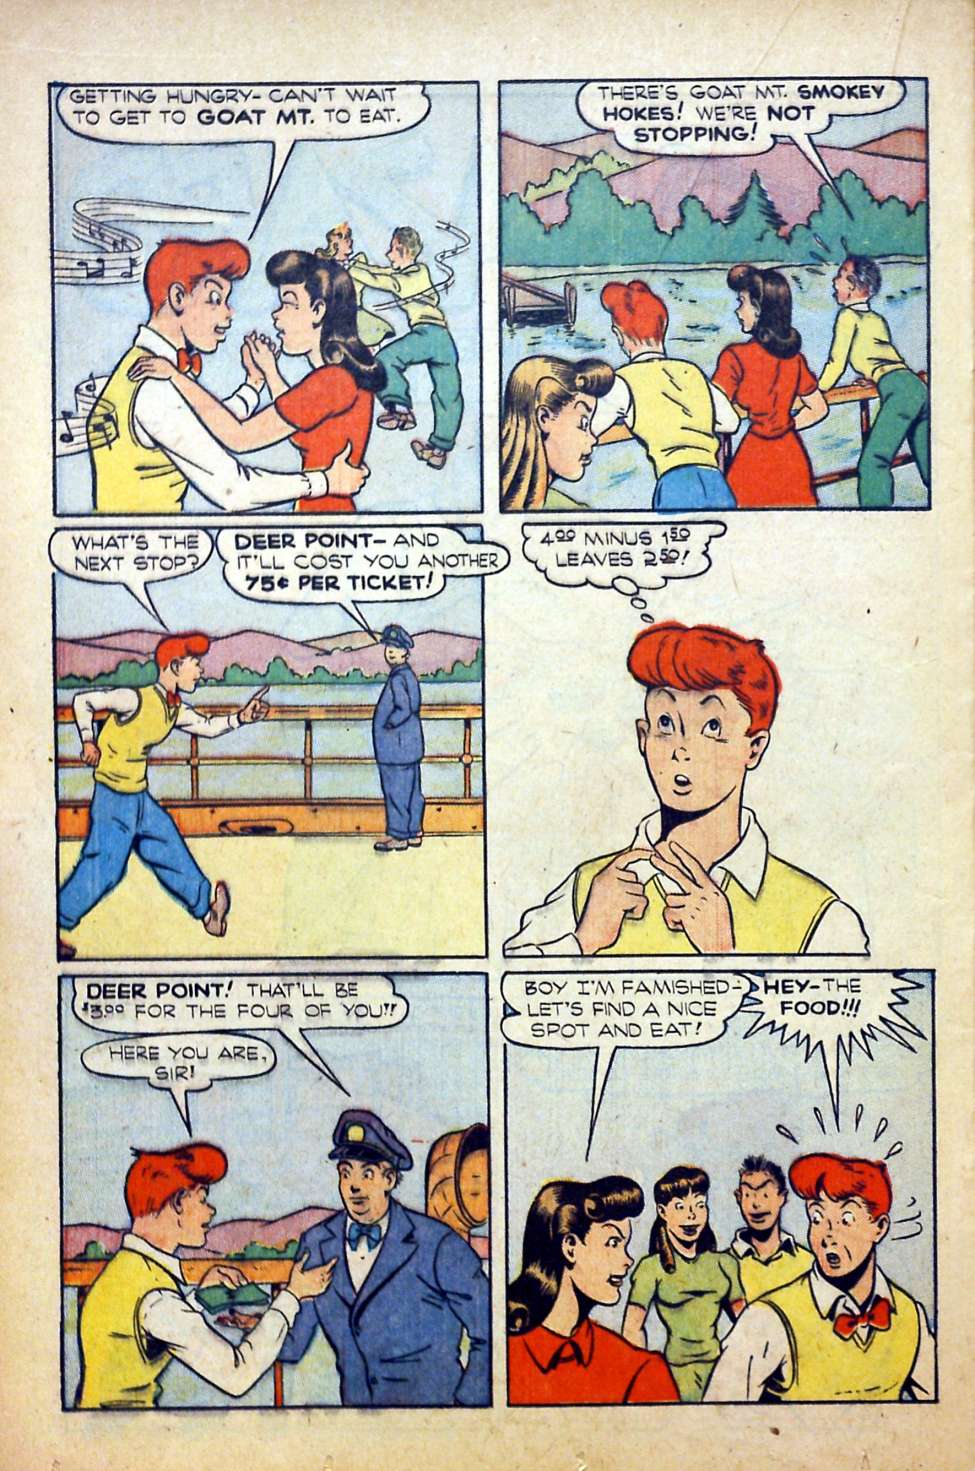 GETTING HUNGRY- CAN'T WAIT
TO GET TO GOAT MT. TO EAT.
THERE'S GOAT MT. SMOKEY
HOKES! WE'RE NOT
STOPPING!
WHAT'S THE
NEXT STOP?
DEER POINT- AND
IT'LL COST YOU ANOTHER
75¢ PER TICKET!
4.00 MINUS 1.50
LEAVES 2.50!
DEER POINT! THAT'LL BE
$3.00 FOR THE FOUR OF YOU"!
HERE YOU ARE,
SIR!
BOY I'M FAMISHED-
LET'S FIND A NICE
SPOT AND EAT!
HEY-THE
FOOD!!!